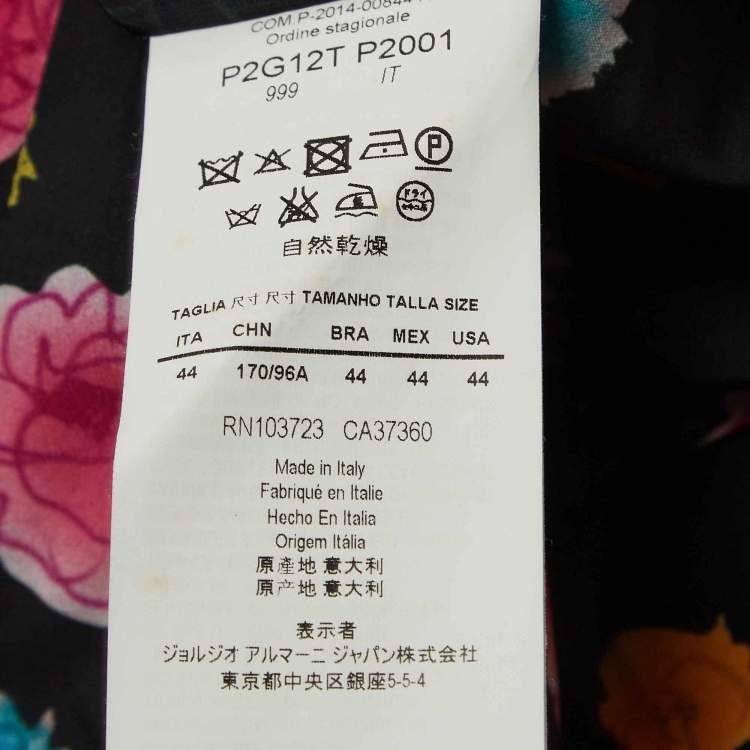 COM.P-2014-00844
Ordine stagionale
P2G12T P2001
999 IT
P
ドライ
自然乾燥
TAGLIA 尺寸 尺寸 TAMANHO TALLA SIZE
ITA CHN BRA MEX USA
44 170/96A 44 44 44
RN103723 CA37360
Made in Italy
Fabriqué en Italie
Hecho En Italia
Origem Itália
原產地 意大利
原产地 意大利
表示者
ジョルジオ アルマーニ ジャパン株式会社
東京都中央区銀座5-5-4